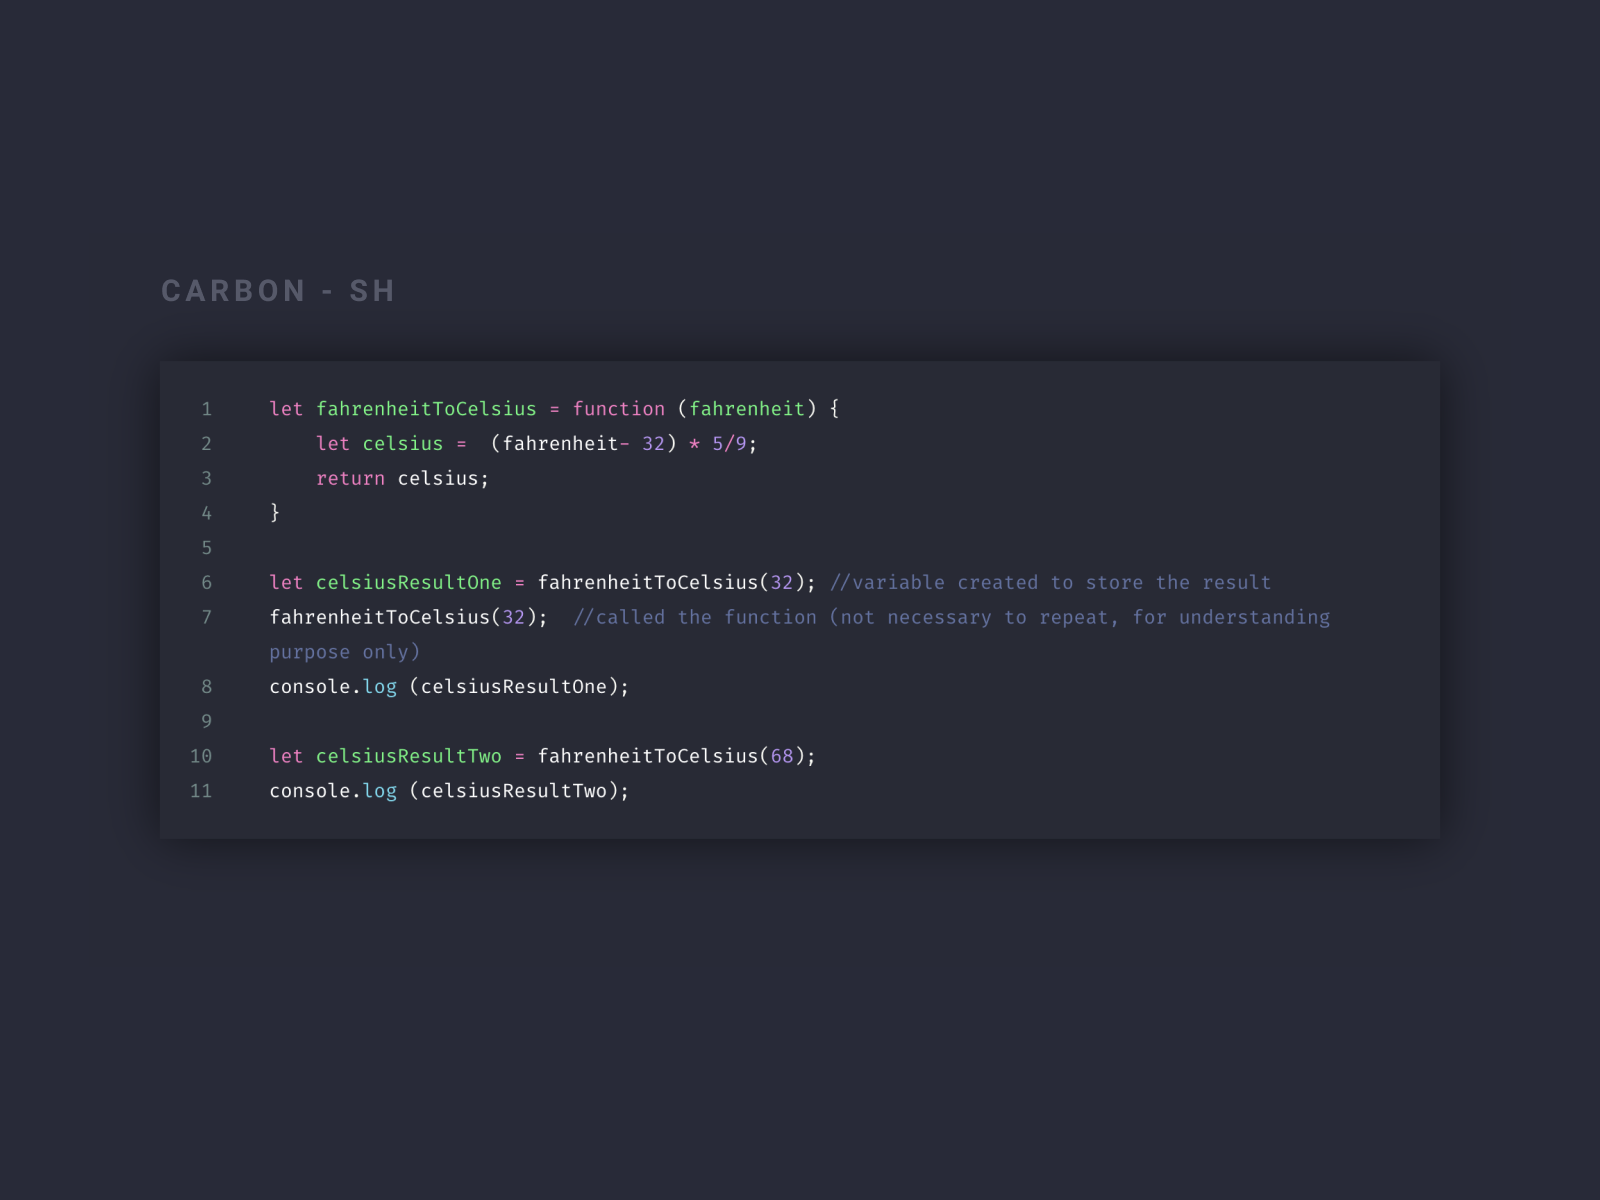 CARBON - SH
1 let fahrenheitToCelsius = function (fahrenheit) {
2     let celsius =  (fahrenheit- 32) * 5/9;
3     return celsius;
4 }
5
6 let celsiusResultOne = fahrenheitToCelsius(32); //variable created to store the result
7 fahrenheitToCelsius(32);  //called the function (not necessary to repeat, for understanding
purpose only)
8 console.log (celsiusResultOne);
9
10 let celsiusResultTwo = fahrenheitToCelsius(68);
11 console.log (celsiusResultTwo);